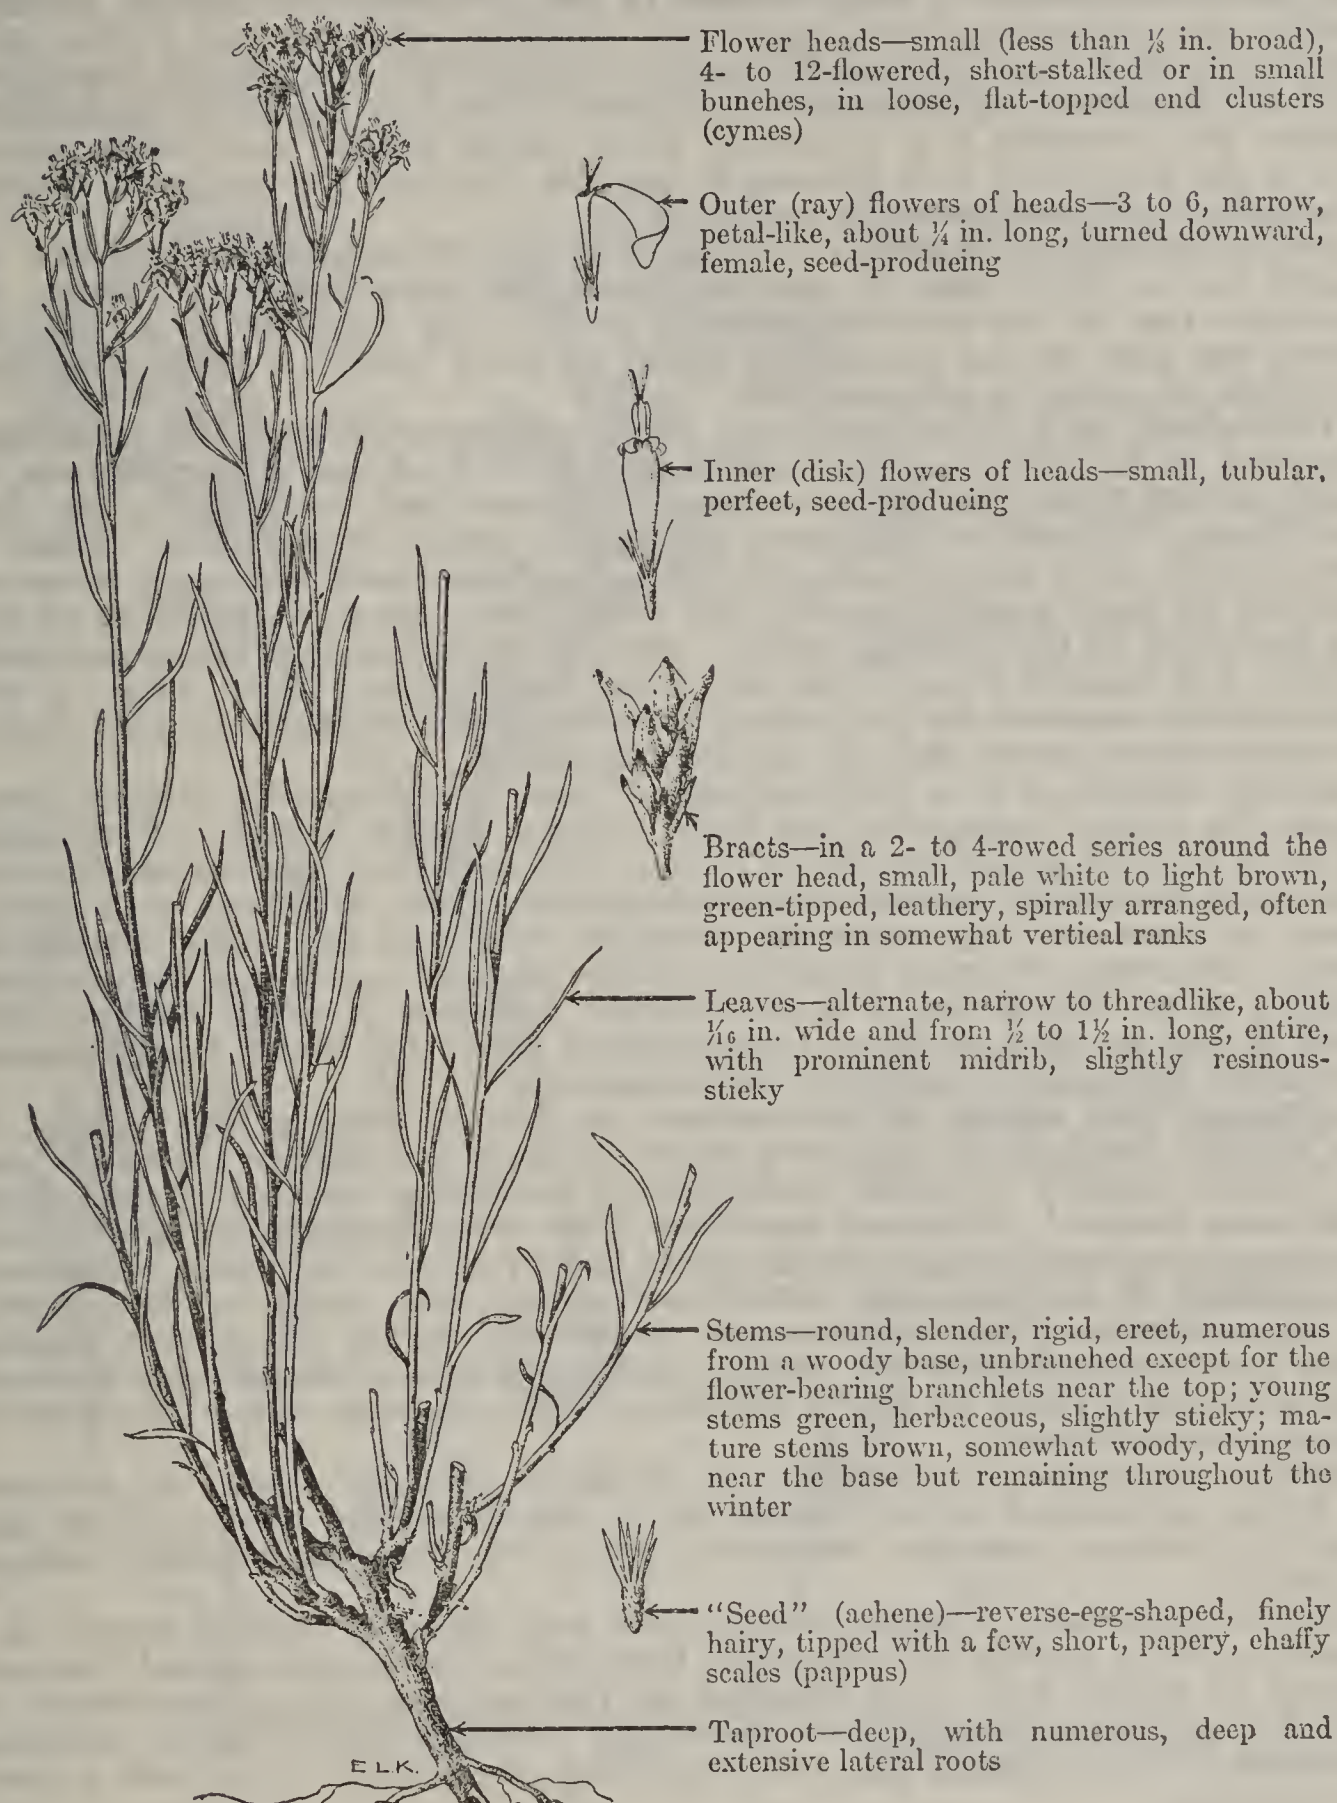 Flower heads—small (less than ⅛ in. broad),
4- to 12-flowered, short-stalked or in small
bunches, in loose, flat-topped end clusters
(cymes)
Outer (ray) flowers of heads—3 to 6, narrow,
petal-like, about ¼ in. long, turned downward,
female, seed-producing
Inner (disk) flowers of heads—small, tubular,
perfect, seed-producing
Bracts—in a 2- to 4-rowed series around the
flower head, small, pale white to light brown,
green-tipped, leathery, spirally arranged, often
appearing in somewhat vertical ranks
Leaves—alternate, narrow to threadlike, about
1/16 in. wide and from ½ to 1½ in. long, entire,
with prominent midrib, slightly resinous-
sticky
Stems—round, slender, rigid, erect, numerous
from a woody base, unbranched except for the
flower-bearing branchlets near the top; young
stems green, herbaceous, slightly sticky; ma-
ture stems brown, somewhat woody, dying to
near the base but remaining throughout the
winter
"Seed" (achene)—reverse-egg-shaped, finely
hairy, tipped with a few, short, papery, chaffy
scales (pappus)
Taproot—deep, with numerous, deep and
extensive lateral roots
E L.K.